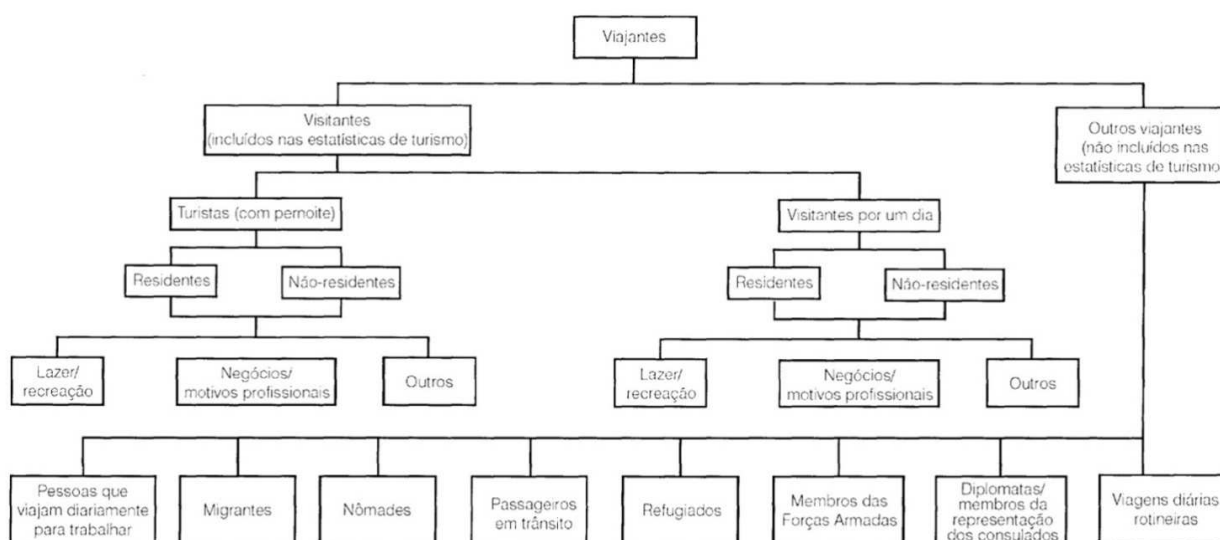 Viajantes
Visitantes
(incluídos nas estatísticas de turismo)
Outros viajantes
(não incluídos nas
estatísticas de turismo
Turistas (com pernoite)
Visitantes por um dia
Residentes
Não-residentes
Residentes
Não-residentes
Lazer/
recreação
Negócios/
motivos profissionais
Outros
Lazer/
recreação
Negócios/
motivos profissionais
Outros
Pessoas que
viajam diariamente
para trabalhar
Migrantes
Nômades
Passageiros
em trânsito
Refugiados
Membros das
Forças Armadas
Diplomatas/
membros da
representação
dos consulados
Viagens diárias
rotineiras